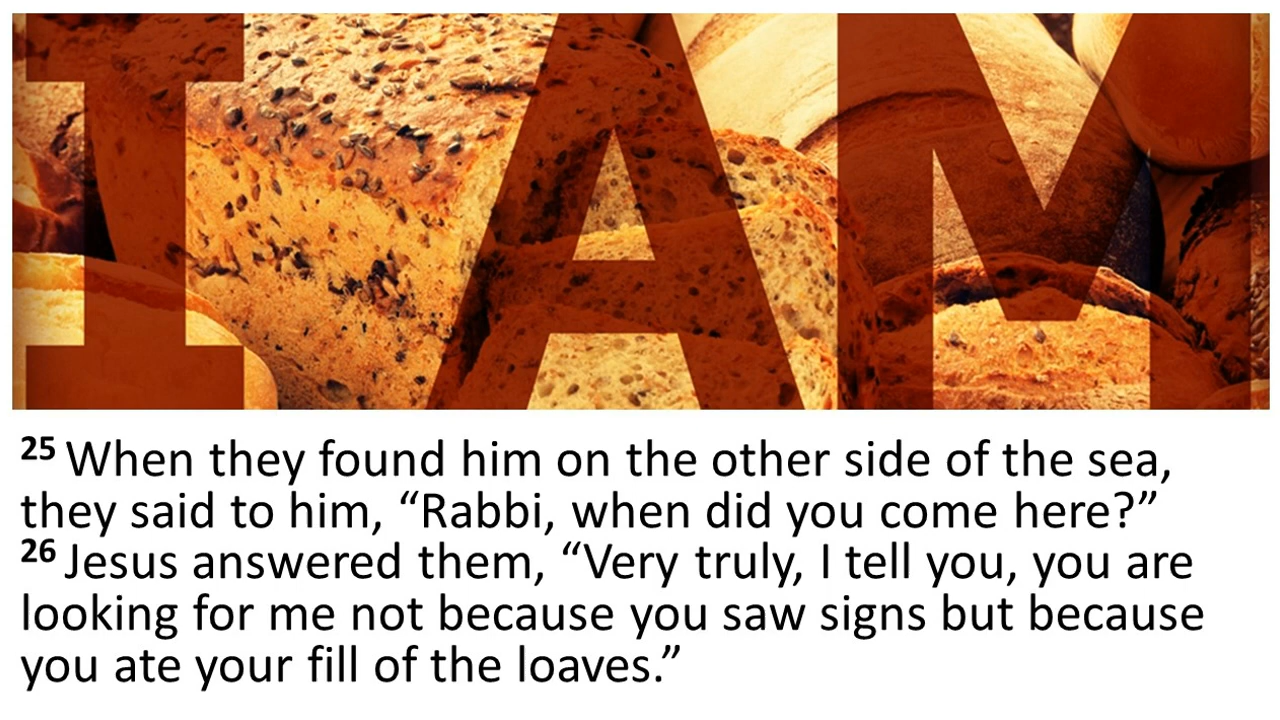 I AM
25 When they found him on the other side of the sea,
they said to him, “Rabbi, when did you come here?”
26 Jesus answered them, “Very truly, I tell you, you are
looking for me not because you saw signs but because
you ate your fill of the loaves.”